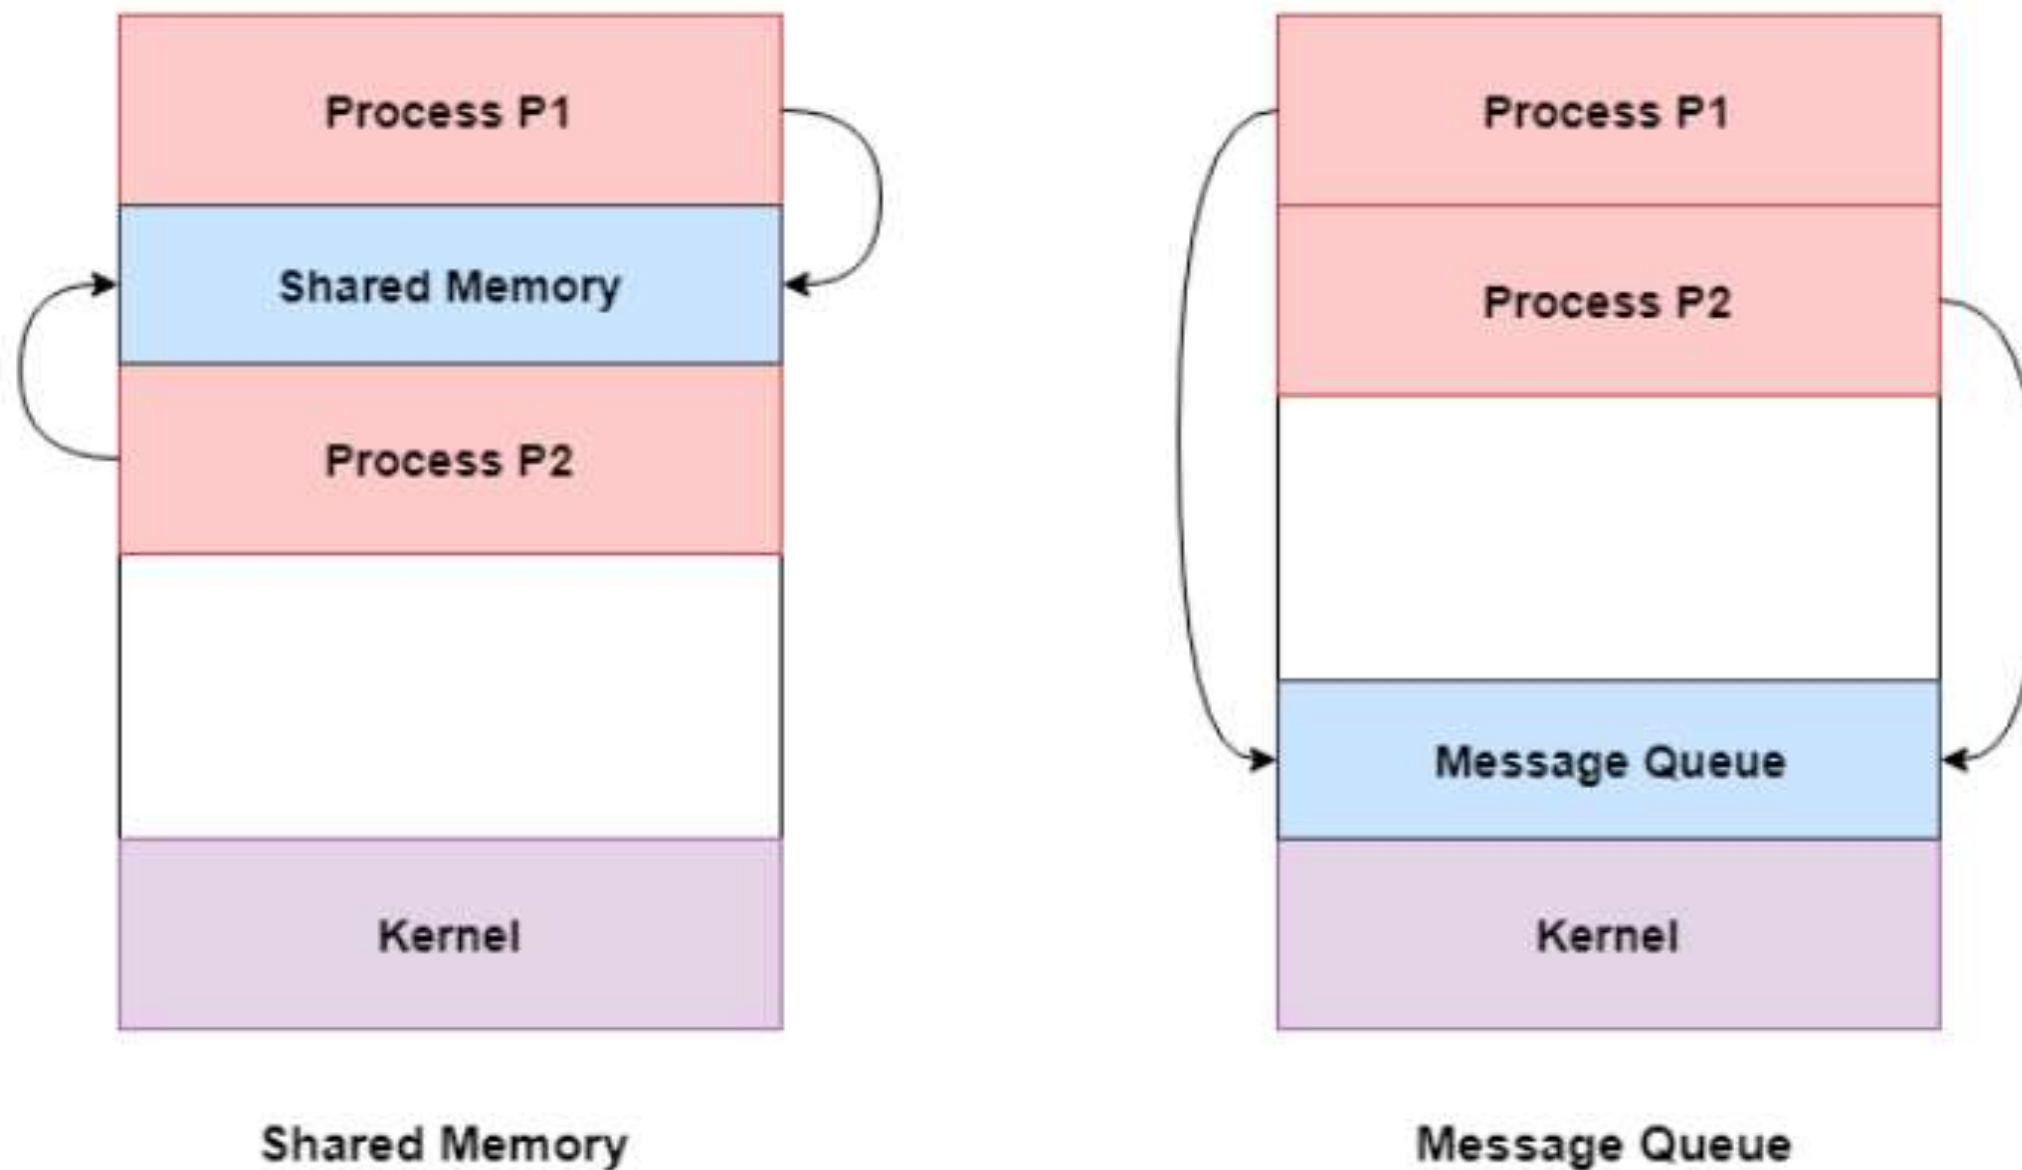 Process P1
Shared Memory
Process P2
Kernel
Shared Memory
Process P1
Process P2
Message Queue
Kernel
Message Queue